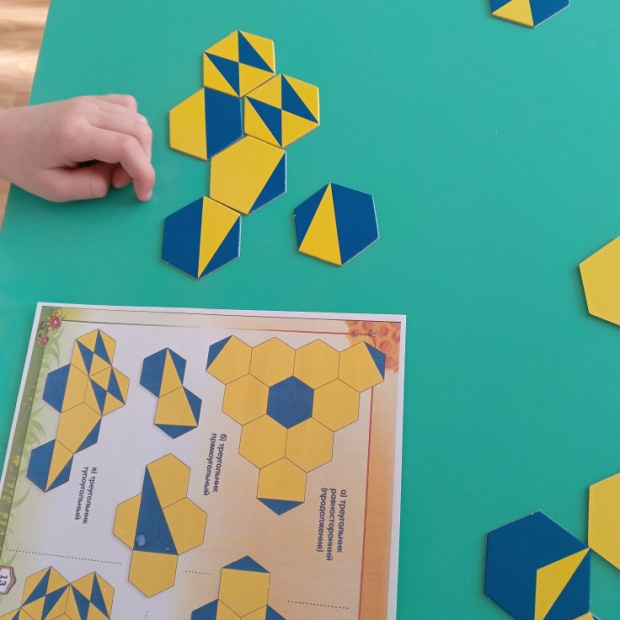 а) треугольник
равносторонний
(продолжение)
б) треугольник
прямоугольный
в) треугольник
тупоугольный
13